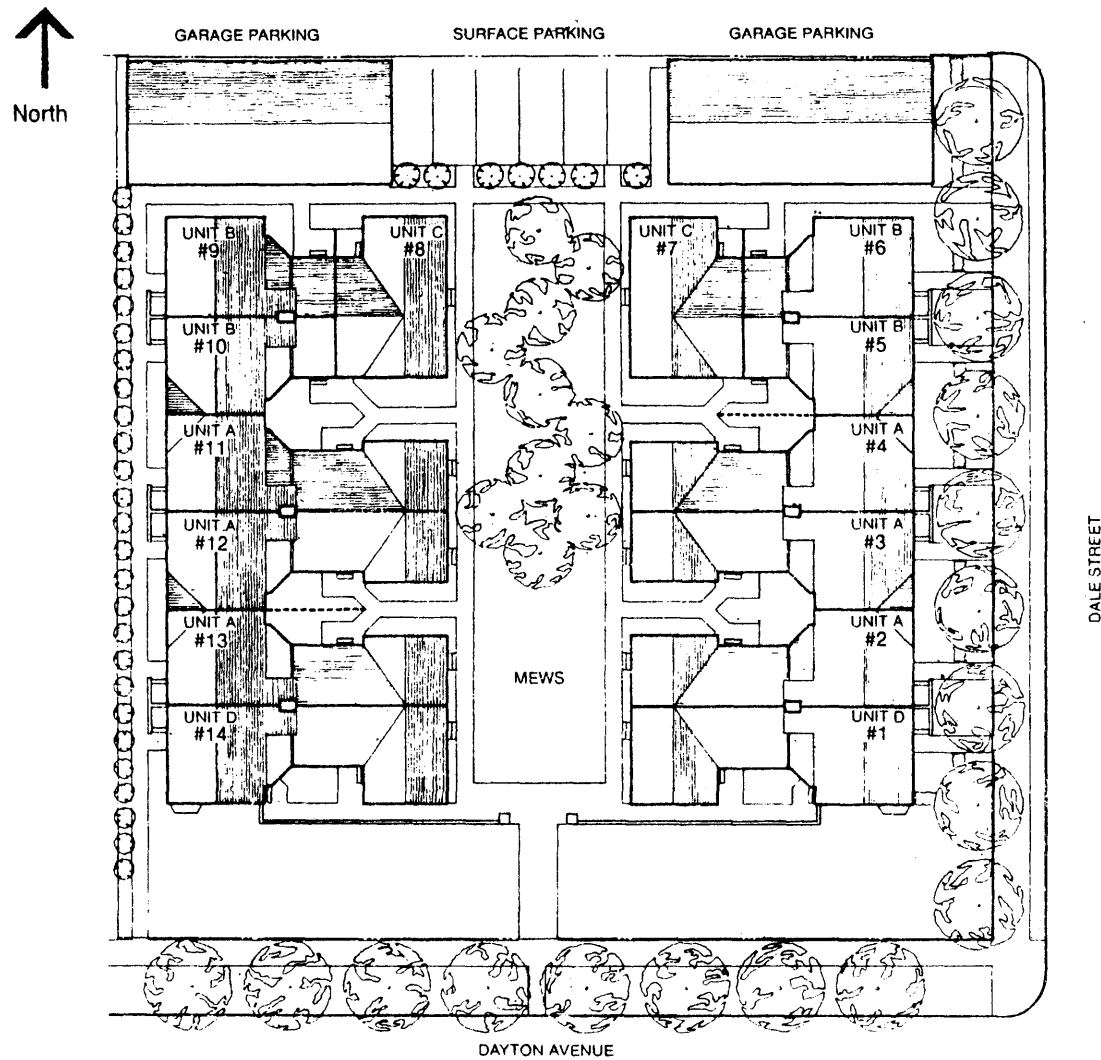 GARAGE PARKING
SURFACE PARKING
GARAGE PARKING
North
UNIT B
#9
UNIT C
#8
UNIT C
#7
UNIT B
#6
UNIT B
#10
UNIT B
#5
UNIT A
#11
UNIT A
#4
UNIT A
#12
UNIT A
#3
UNIT A
#13
UNIT A
#2
MEWS
UNIT D
#14
UNIT D
#1
DALE STREET
DAYTON AVENUE